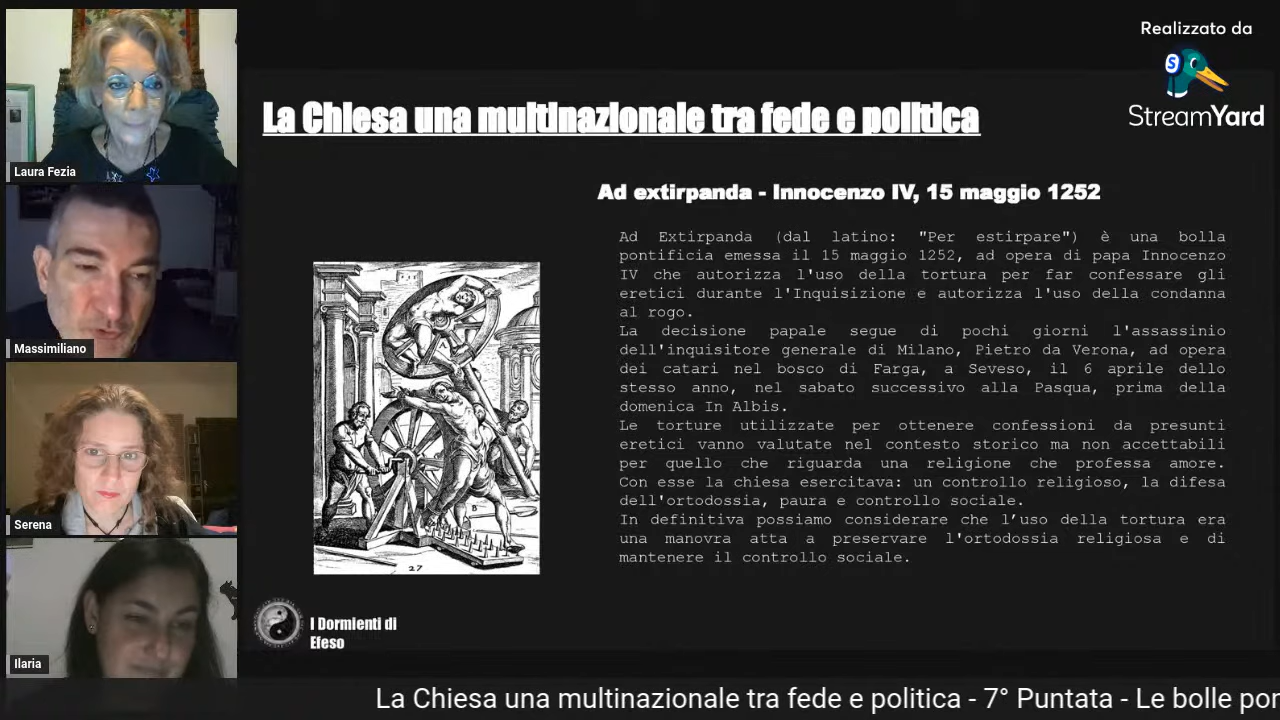 Realizzato da
S
StreamYard
La Chiesa una multinazionale tra fede e politica
Ad extirpanda - Innocenzo IV, 15 maggio 1252
Ad Extirpanda (dal latino: "Per estirpare") è una bolla
pontificia emessa il 15 maggio 1252, ad opera di papa Innocenzo
IV che autorizza l'uso della tortura per far confessare gli
eretici durante l'Inquisizione e autorizza l'uso della condanna
al rogo.
La decisione papale segue di pochi giorni l'assassinio
dell'inquisitore generale di Milano, Pietro da Verona, ad opera
dei catari nel bosco di Farga, a Seveso, il 6 aprile dello
stesso anno, nel sabato successivo alla Pasqua, prima della
domenica In Albis.
Le torture utilizzate per ottenere confessioni da presunti
eretici vanno valutate nel contesto storico ma non accettabili
per quello che riguarda una religione che professa amore.
Con esse la chiesa esercitava: un controllo religioso, la difesa
dell'ortodossia, paura e controllo sociale.
In definitiva possiamo considerare che l’uso della tortura era
una manovra atta a preservare l'ortodossia religiosa e di
mantenere il controllo sociale.
B
27
I Dormienti di
Efeso
Laura Fezia
Massimiliano
Serena
Ilaria
La Chiesa una multinazionale tra fede e politica - 7° Puntata - Le bolle pon